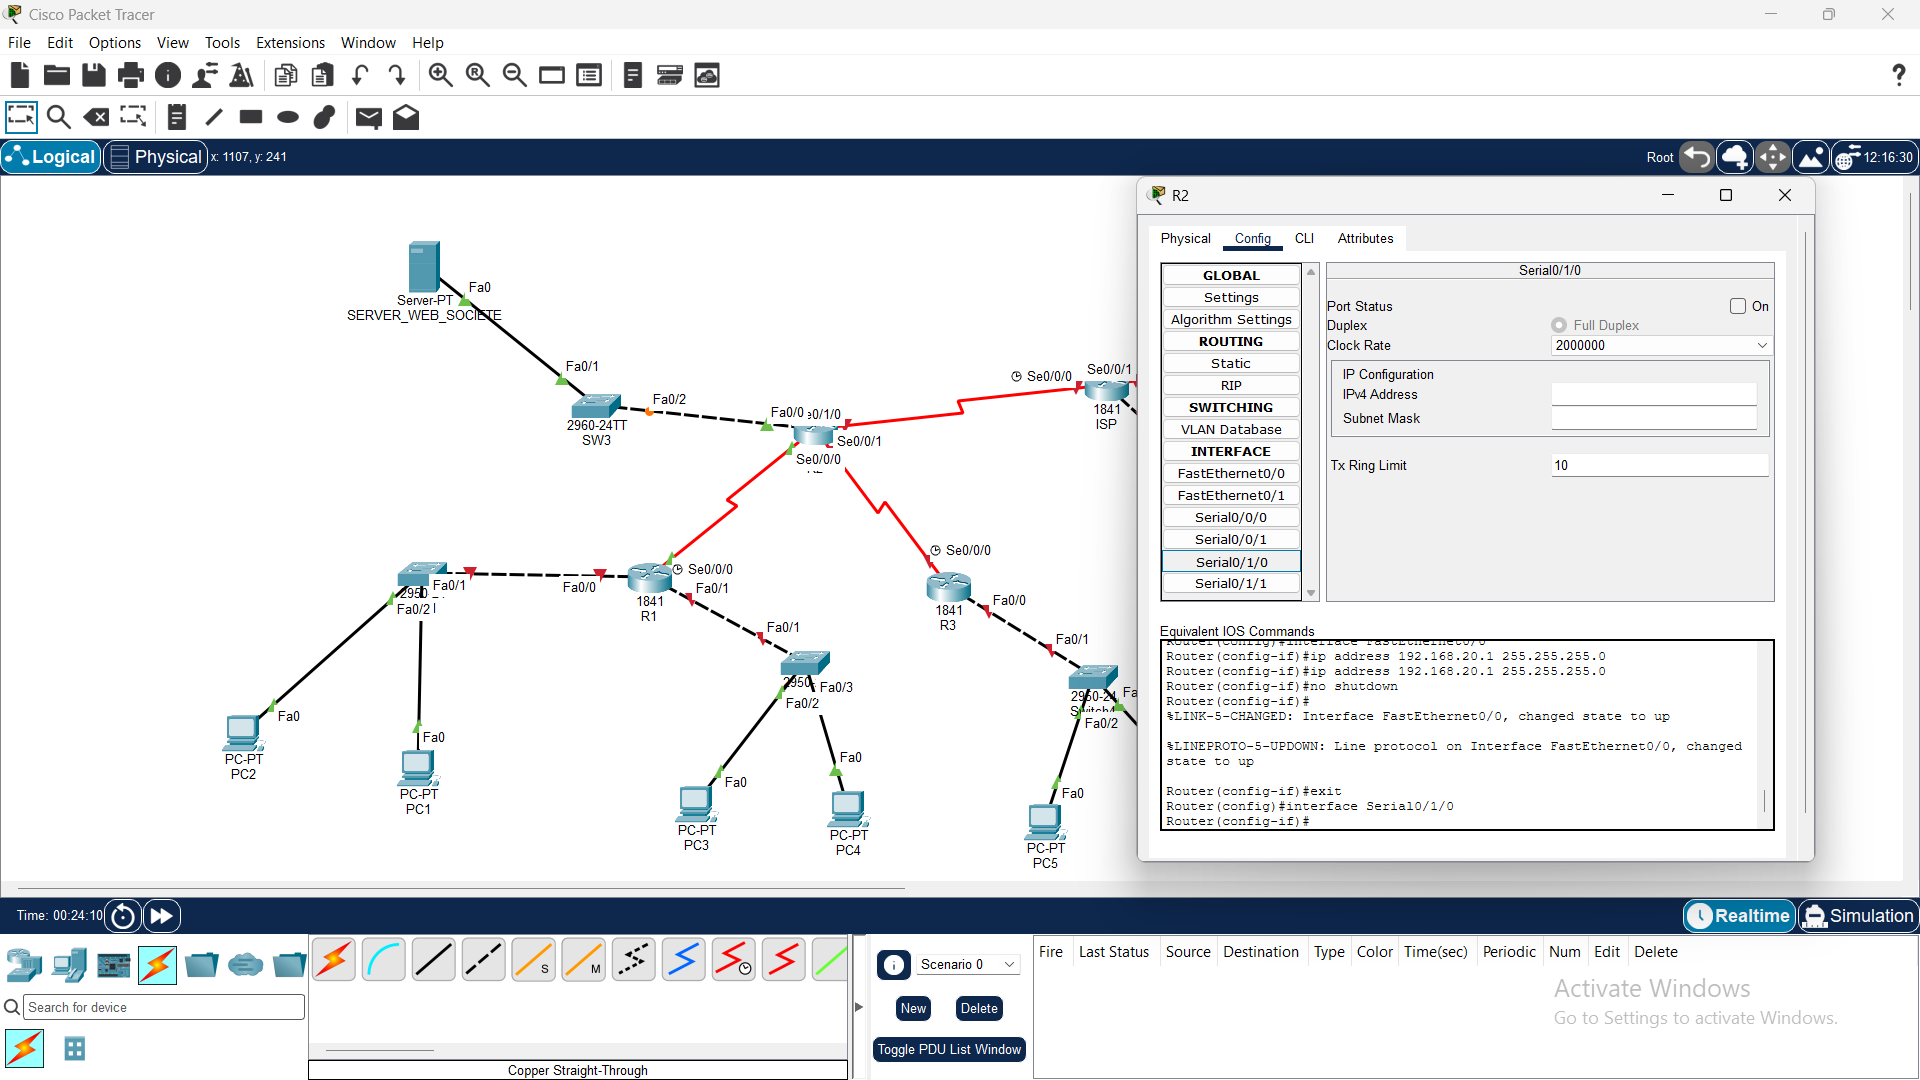 Cisco Packet Tracer
File Edit Options View Tools Extensions Window Help
Logical Physical x: 1107, y: 241
Root 12:16:30
Fa0
Server-PT
SERVER_WEB_SOCIETE
Fa0/1
Fa0/2
2960-24TT
SW3
Fa0/0
Se0/0/1
Se0/0/0
Se0/0/0
Se0/0/1
1841
ISP
Fa0/1
Fa0/2
Fa0/0
Se0/0/0
Fa0/1
1841
R1
Se0/0/0
1841
R3
Fa0/0
Fa0/1
Fa0/1
Fa0/3
Fa0/2
Fa0/2
Fa0
PC-PT
PC2
Fa0
PC-PT
PC1
Fa0
PC-PT
PC3
Fa0
PC-PT
PC4
Fa0
PC-PT
PC5
R2
Physical Config CLI Attributes
GLOBAL
Settings
Algorithm Settings
ROUTING
Static
RIP
SWITCHING
VLAN Database
INTERFACE
FastEthernet0/0
FastEthernet0/1
Serial0/0/0
Serial0/0/1
Serial0/1/0
Serial0/1/1
Serial0/1/0
Port Status On
Duplex Full Duplex
Clock Rate 2000000
IP Configuration
IPv4 Address
Subnet Mask
Tx Ring Limit 10
Equivalent IOS Commands
Router(config)#interface FastEthernet0/0
Router(config-if)#ip address 192.168.20.1 255.255.255.0
Router(config-if)#ip address 192.168.20.1 255.255.255.0
Router(config-if)#no shutdown
Router(config-if)#
%LINK-5-CHANGED: Interface FastEthernet0/0, changed state to up
%LINEPROTO-5-UPDOWN: Line protocol on Interface FastEthernet0/0, changed
state to up
Router(config-if)#exit
Router(config)#interface Serial0/1/0
Router(config-if)#
Time: 00:24:10
Realtime Simulation
Search for device
S M
Copper Straight-Through
Scenario 0
New Delete
Toggle PDU List Window
Fire Last Status Source Destination Type Color Time(sec) Periodic Num Edit Delete
Activate Windows
Go to Settings to activate Windows.